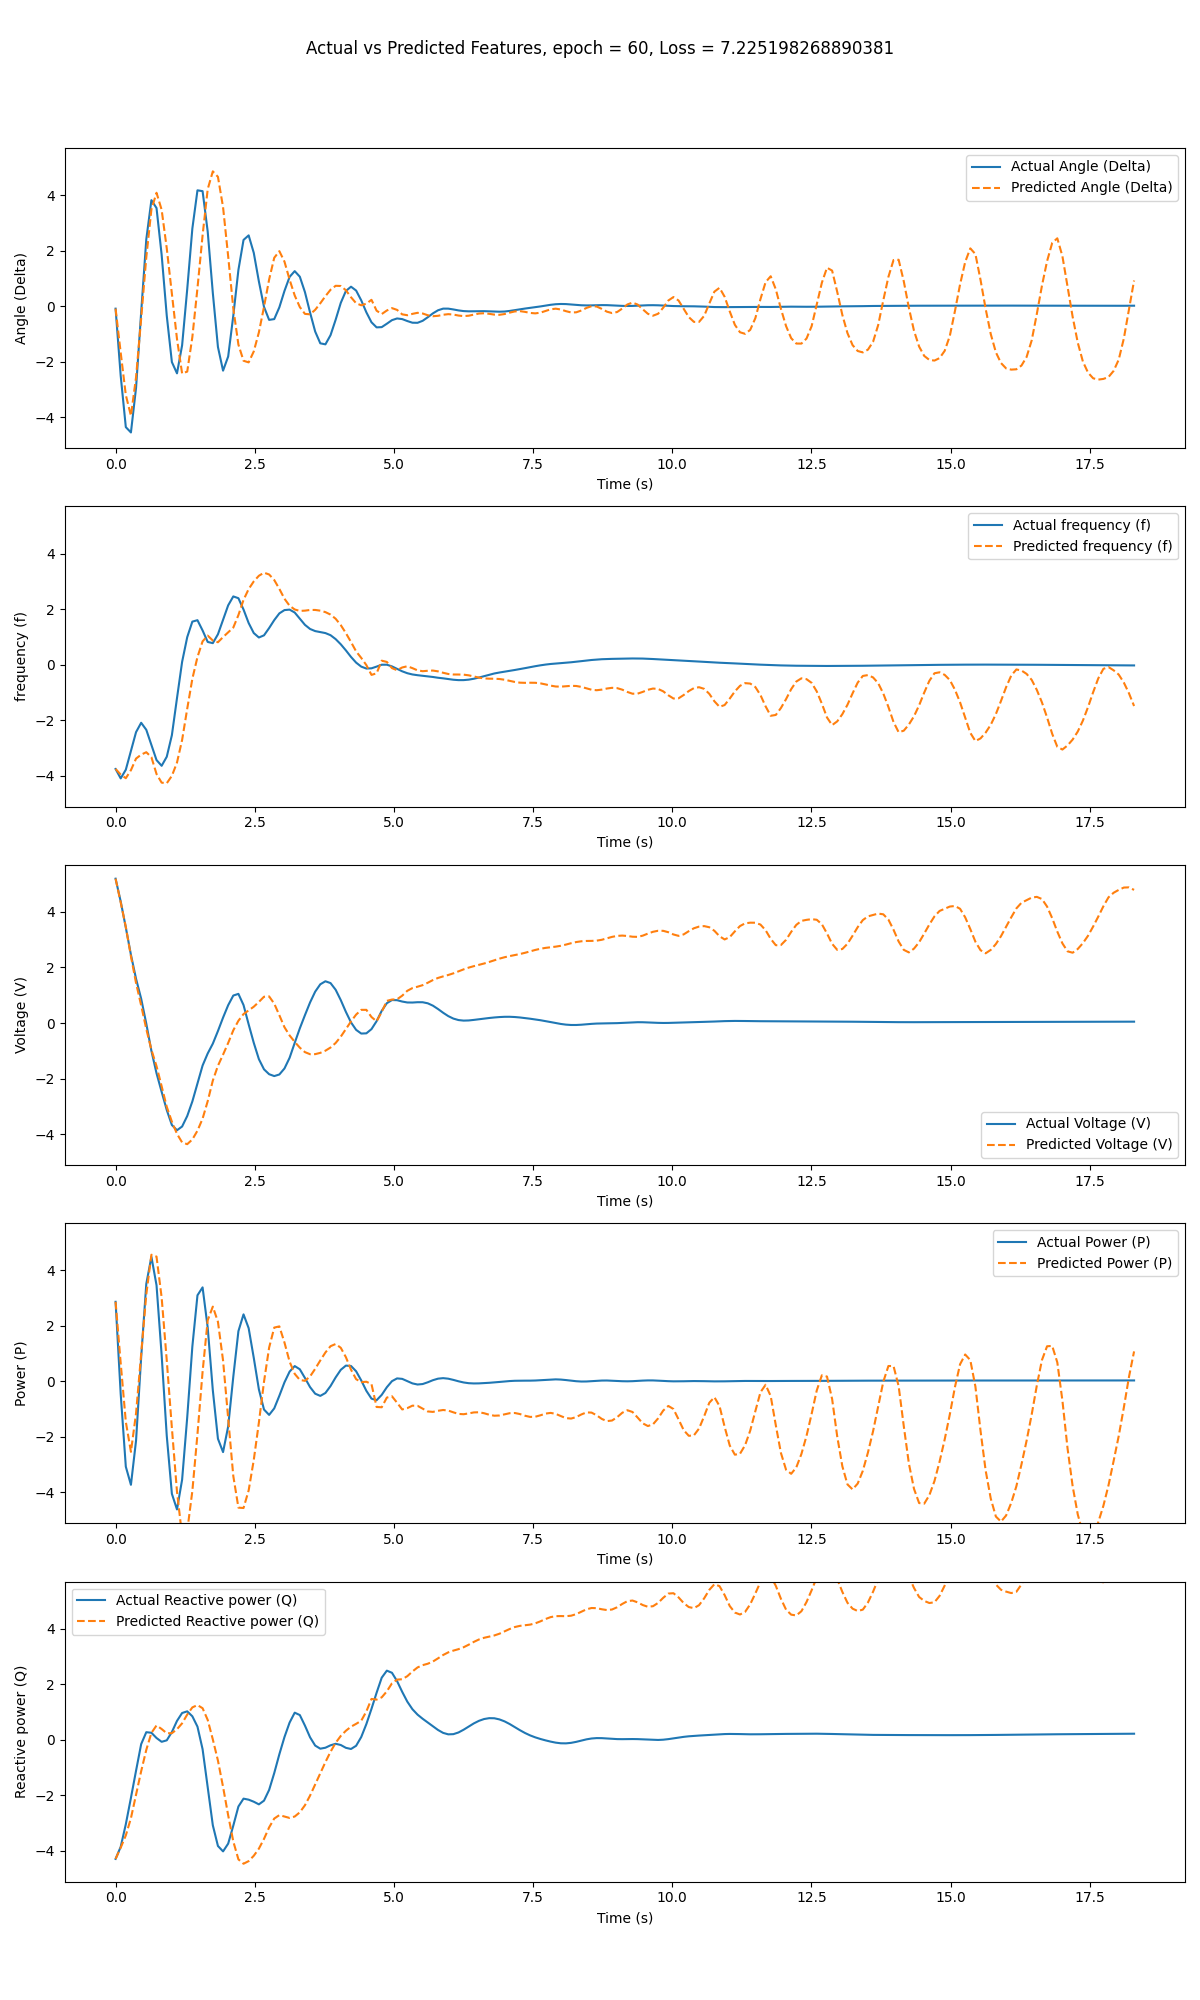 Actual vs Predicted Features, epoch = 60, Loss = 7.225198268890381
Actual Angle (Delta)
Predicted Angle (Delta)
Angle (Delta)
4
2
0
−2
−4
0.0 2.5 5.0 7.5 10.0 12.5 15.0 17.5
Time (s)
Actual frequency (f)
Predicted frequency (f)
frequency (f)
4
2
0
−2
−4
0.0 2.5 5.0 7.5 10.0 12.5 15.0 17.5
Time (s)
Voltage (V)
4
2
0
−2
−4
Actual Voltage (V)
Predicted Voltage (V)
0.0 2.5 5.0 7.5 10.0 12.5 15.0 17.5
Time (s)
Actual Power (P)
Predicted Power (P)
Power (P)
4
2
0
−2
−4
0.0 2.5 5.0 7.5 10.0 12.5 15.0 17.5
Time (s)
Actual Reactive power (Q)
Predicted Reactive power (Q)
Reactive power (Q)
4
2
0
−2
−4
0.0 2.5 5.0 7.5 10.0 12.5 15.0 17.5
Time (s)